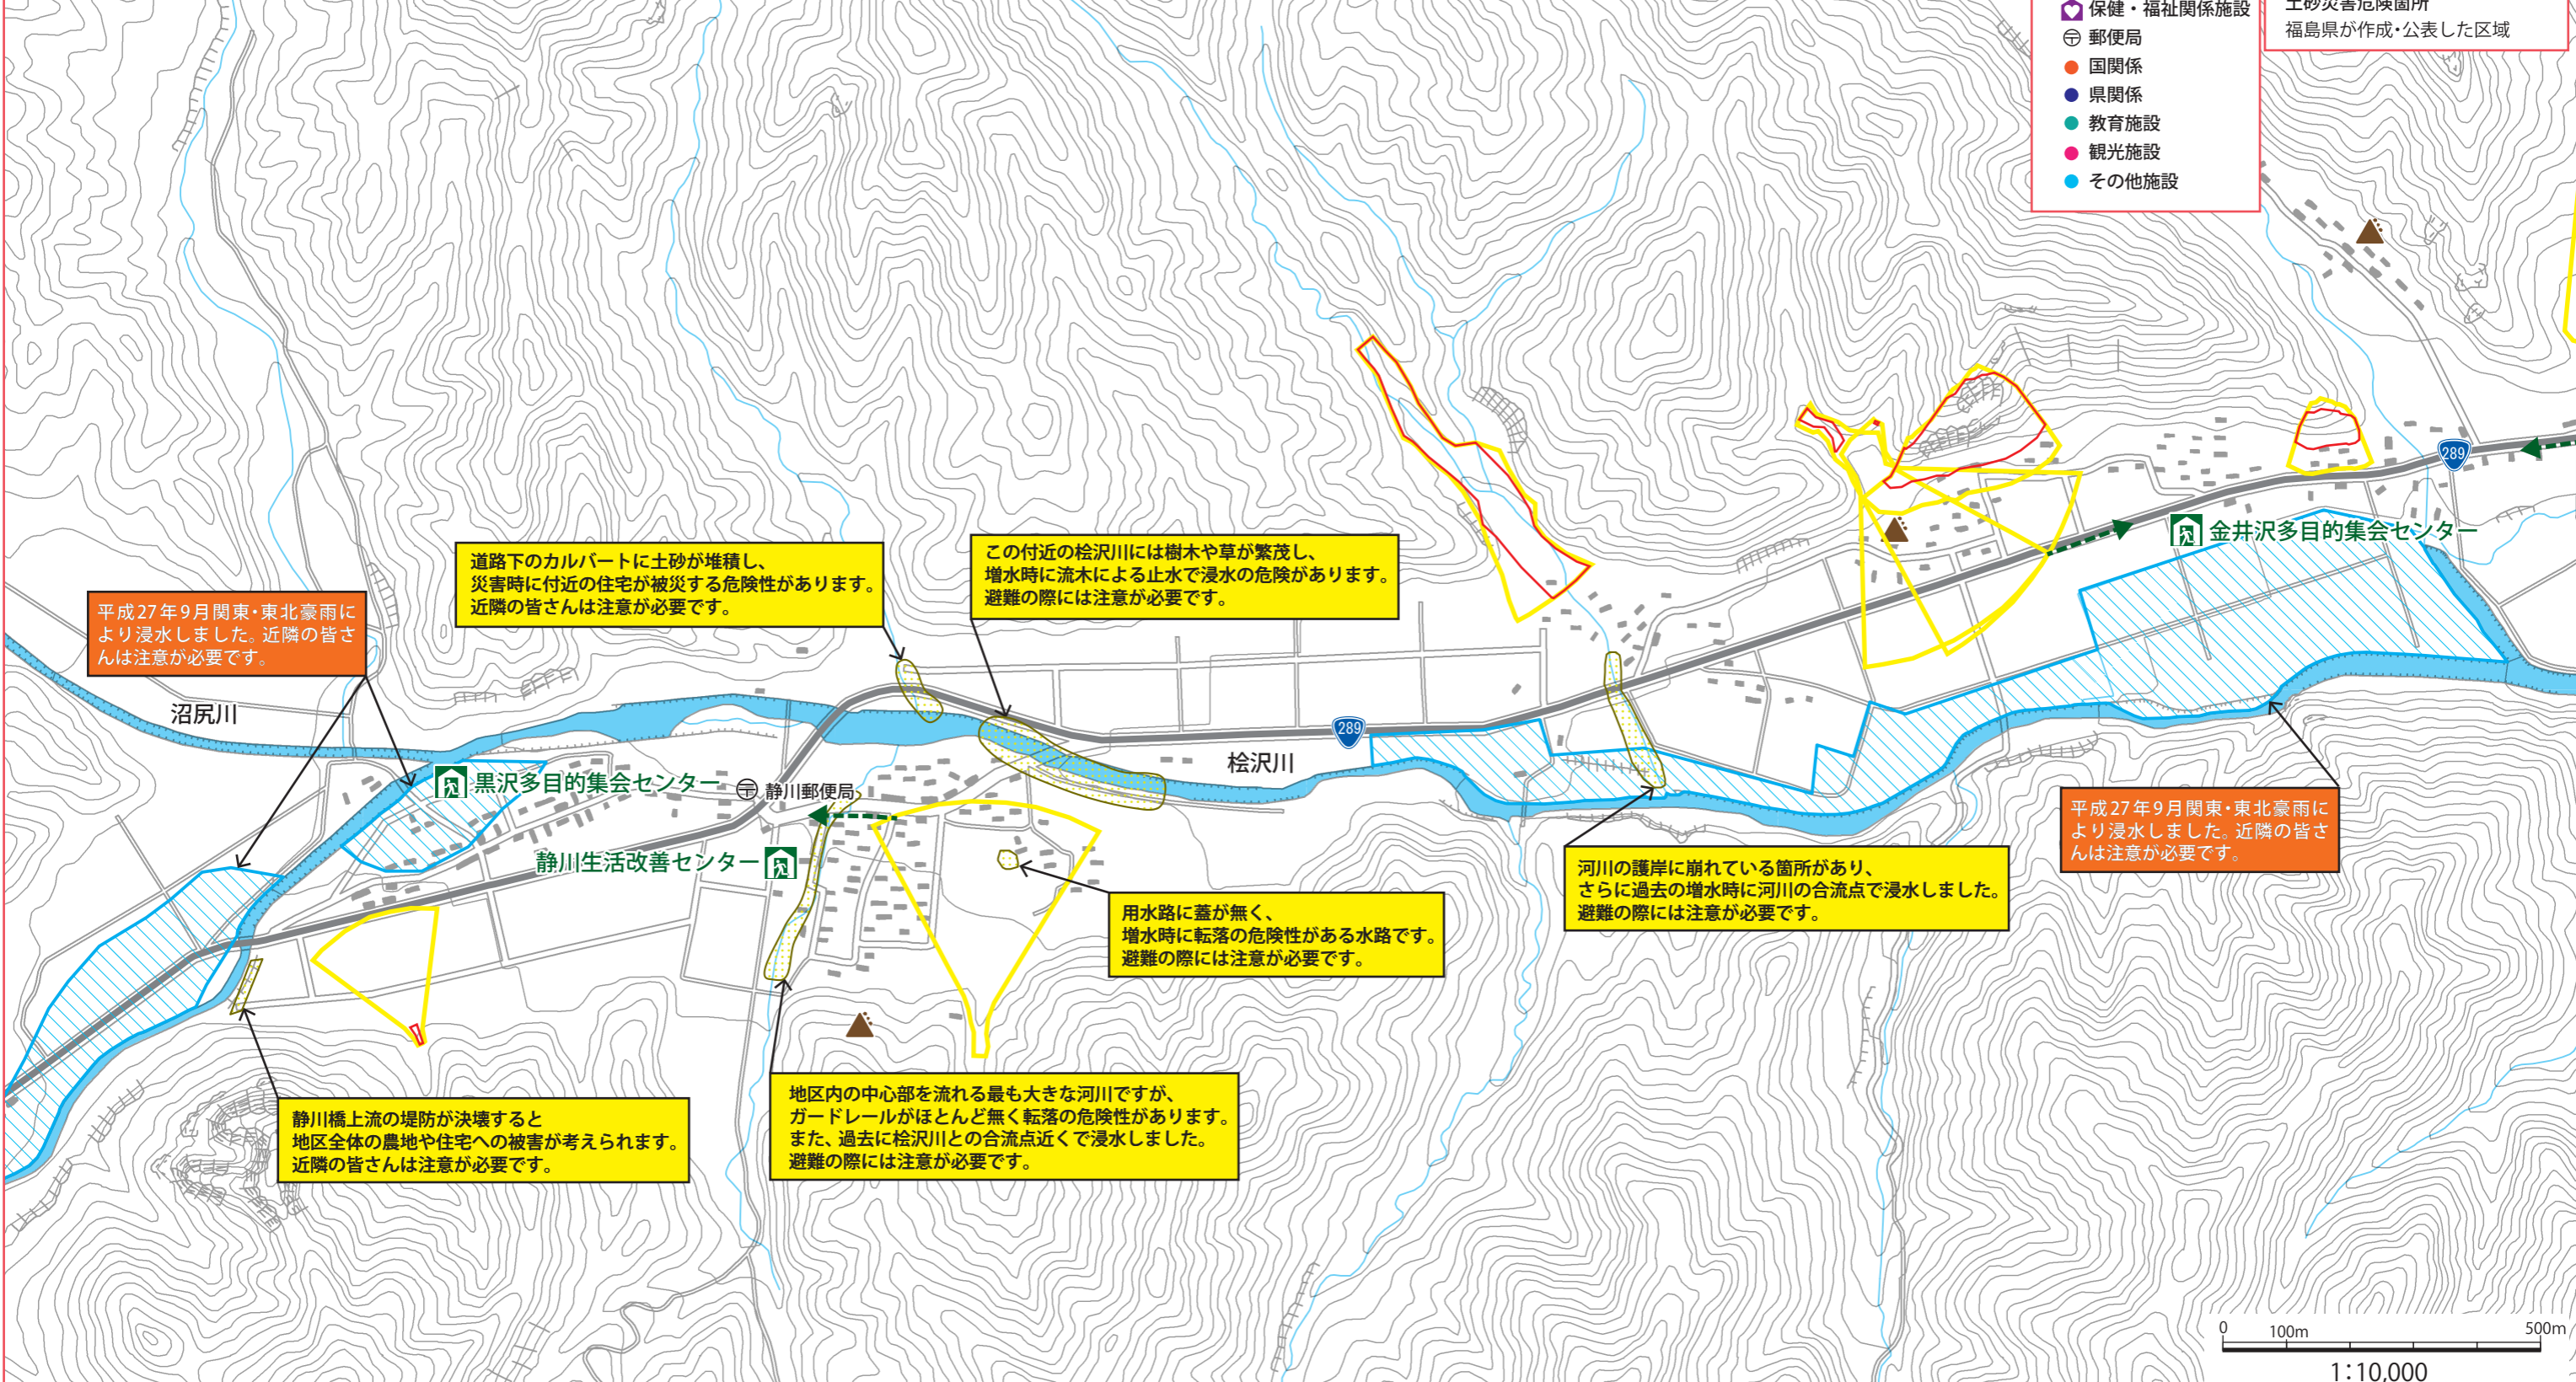 保健・福祉関係施設
郵便局
国関係
県関係
教育施設
観光施設
その他施設
土砂災害危険箇所
福島県が作成・公表した区域
289
金井沢多目的集会センター
道路下のカルバートに土砂が堆積し、
災害時に付近の住宅が被災する危険性があります。
近隣の皆さんは注意が必要です。
この付近の桧沢川には樹木や草が繁茂し、
増水時に流木による止水で浸水の危険があります。
避難の際には注意が必要です。
平成27年9月関東・東北豪雨に
より浸水しました。近隣の皆さ
んは注意が必要です。
沼尻川
289
桧沢川
黒沢多目的集会センター
静川郵便局
静川生活改善センター
平成27年9月関東・東北豪雨に
より浸水しました。近隣の皆さ
んは注意が必要です。
河川の護岸に崩れている箇所があり、
さらに過去の増水時に河川の合流点で浸水しました。
避難の際には注意が必要です。
用水路に蓋が無く、
増水時に転落の危険性がある水路です。
避難の際には注意が必要です。
地区内の中心部を流れる最も大きな河川ですが、
ガードレールがほとんど無く転落の危険性があります。
また、過去に桧沢川との合流点近くで浸水しました。
避難の際には注意が必要です。
静川橋上流の堤防が決壊すると
地区全体の農地や住宅への被害が考えられます。
近隣の皆さんは注意が必要です。
0 100m 500m
1:10,000